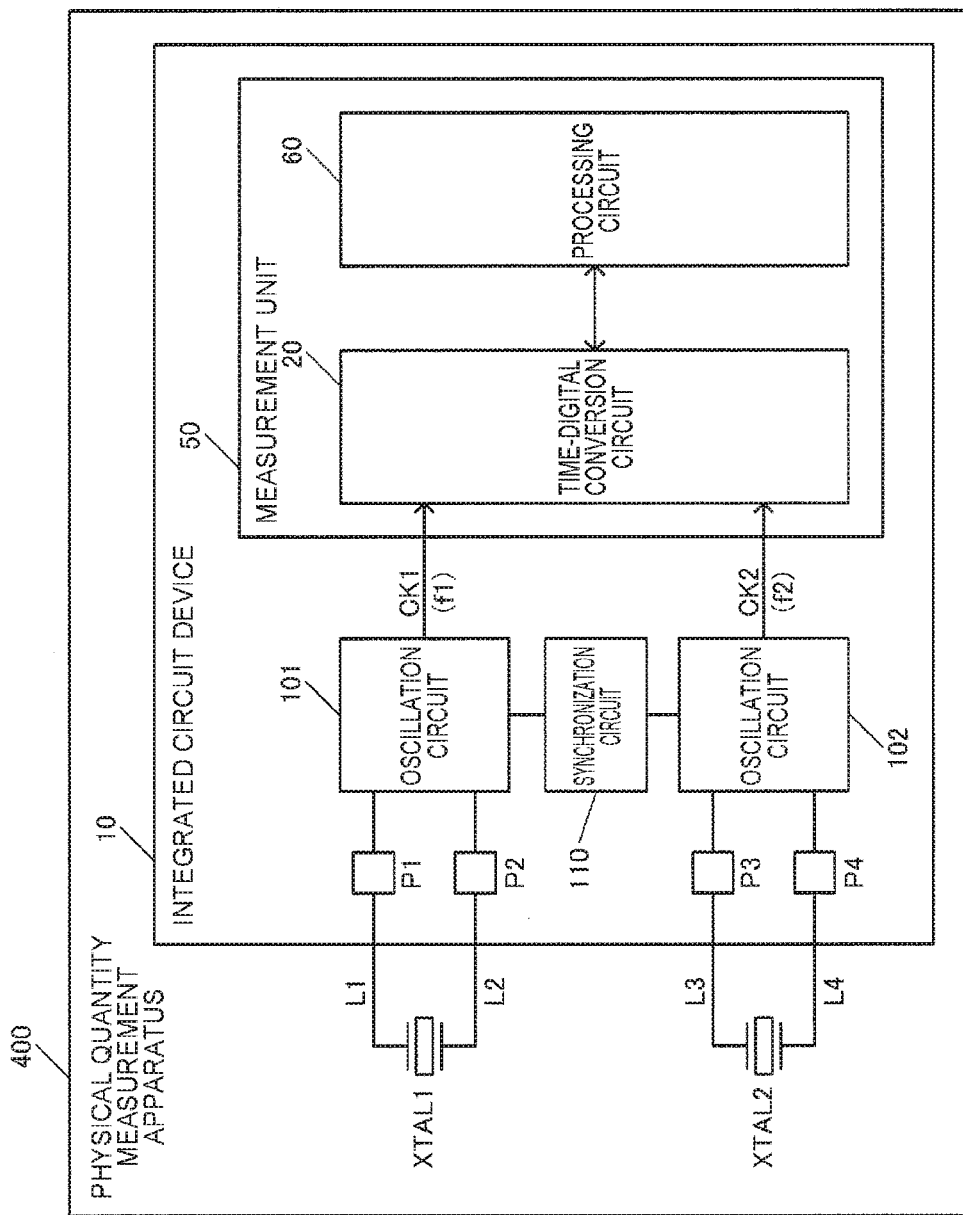 400
PHYSICAL QUANTITY
MEASUREMENT
APPARATUS
10
INTEGRATED CIRCUIT DEVICE
50
MEASUREMENT UNIT
XTAL1
L1
L2
P1
P2
101
OSCILLATION
CIRCUIT
CK1
(f1)
20
TIME-DIGITAL
CONVERSION
CIRCUIT
60
PROCESSING
CIRCUIT
110
SYNCHRONIZATION
CIRCUIT
XTAL2
L3
L4
P3
P4
OSCILLATION
CIRCUIT
102
CK2
(f2)